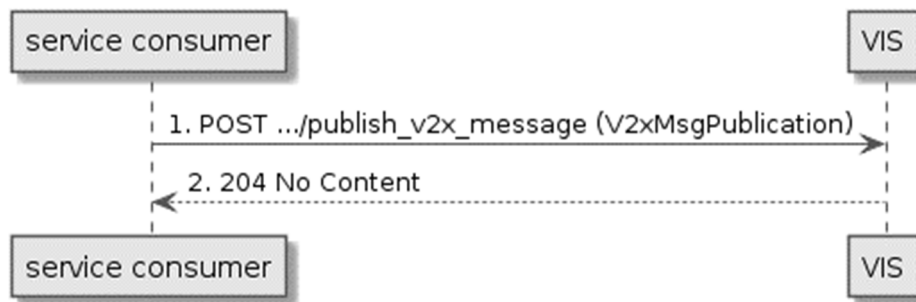 service consumer
VIS
1. POST .../publish_v2x_message (V2xMsgPublication)
2. 204 No Content
service consumer
VIS